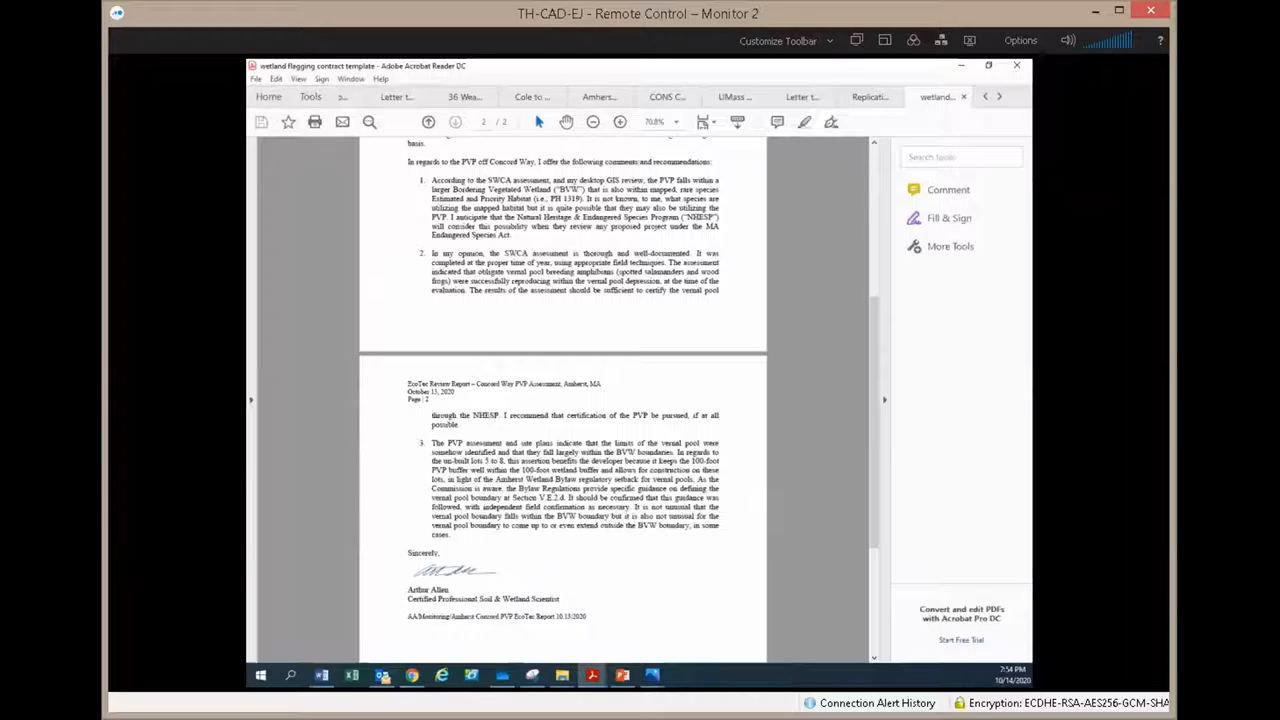 TH-CAD-EJ - Remote Control – Monitor 2
Customize Toolbar
Options
?
wetland flagging contract template - Adobe Acrobat Reader DC
File Edit View Sign Window Help
Home Tools ... Letter t... 36 Wea... Cole to ... Amhers... CONS C... UMass ... Letter t... Replicati... wetland...
2 / 2
70.8%
basis.
In regards to the PVP off Concord Way, I offer the following comments and recommendations:
1. According to the SWCA assessment, and my desktop GIS review, the PVP falls within a
larger Bordering Vegetated Wetland ("BVW") that is also within mapped, rare species
Estimated and Priority Habitat (i.e., PH 1319). It is not known, to me, what species are
utilizing the mapped habitat but it is quite possible that they may also be utilizing the
PVP. I anticipate that the Natural Heritage & Endangered Species Program ("NHESP")
will consider this possibility when they review any proposed project under the MA
Endangered Species Act.
2. In my opinion, the SWCA assessment is thorough and well-documented. It was
completed at the proper time of year, using appropriate field techniques. The assessment
indicated that obligate vernal pool breeding amphibians (spotted salamanders and wood
frogs) were successfully reproducing within the vernal pool depression, at the time of the
evaluation. The results of the assessment should be sufficient to certify the vernal pool
EcoTec Review Report – Concord Way PVP Assessment, Amherst, MA
October 13, 2020
Page | 2
through the NHESP. I recommend that certification of the PVP be pursued, if at all
possible.
3. The PVP assessment and site plans indicate that the limits of the vernal pool were
somehow identified and that they fall largely within the BVW boundaries. In regards to
the un-built lots 5 to 8, this assertion benefits the developer because it keeps the 100-foot
PVP buffer well within the 100-foot wetland buffer and allows for construction on these
lots, in light of the Amherst Wetland Bylaw regulatory setback for vernal pools. As the
Commission is aware, the Bylaw Regulations provide specific guidance on defining the
vernal pool boundary at Section V.E.2.d. It should be confirmed that this guidance was
followed, with independent field confirmation as necessary. It is not unusual that the
vernal pool boundary falls within the BVW boundary but it is also not unusual for the
vernal pool boundary to come up to or even extend outside the BVW boundary, in some
cases.
Sincerely,
Arthur Allen
Certified Professional Soil & Wetland Scientist
AA/Monitoring/Amherst Concord PVP EcoTec Report 10.13.2020
Search tools
Comment
Fill & Sign
More Tools
Convert and edit PDFs
with Acrobat Pro DC
Start Free Trial
7:54 PM
10/14/2020
Connection Alert History
Encryption: ECDHE-RSA-AES256-GCM-SHA